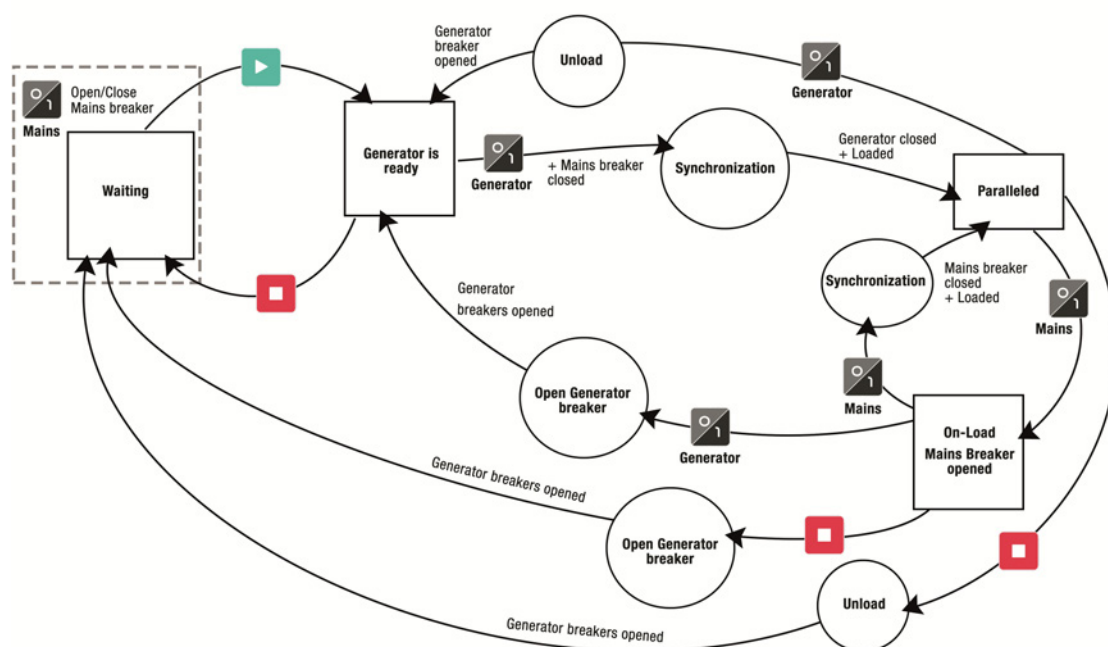 Generator
breaker
opened
Unload
Generator
Open/Close
Mains breaker
Mains
Waiting
Generator is
ready
Generator
+ Mains breaker
closed
Synchronization
Generator closed
+ Loaded
Paralleled
Synchronization
Mains breaker
closed
+ Loaded
Mains
Generator
breakers opened
Open Generator
breaker
Mains
Generator
On-Load
Mains Breaker
opened
Generator breakers opened
Open Generator
breaker
Unload
Generator breakers opened